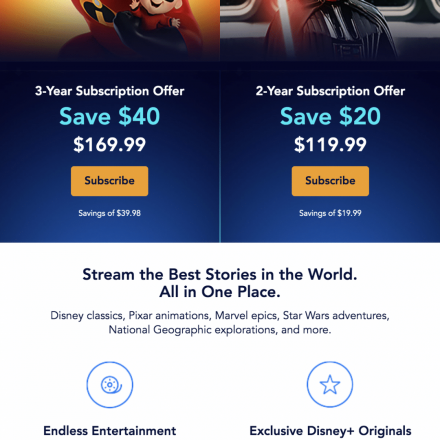 3-Year Subscription Offer
Save $40
$169.99
Subscribe
Savings of $39.98
2-Year Subscription Offer
Save $20
$119.99
Subscribe
Savings of $19.99
Stream the Best Stories in the World.
All in One Place.
Disney classics, Pixar animations, Marvel epics, Star Wars adventures,
National Geographic explorations, and more.
Endless Entertainment
Exclusive Disney+ Originals